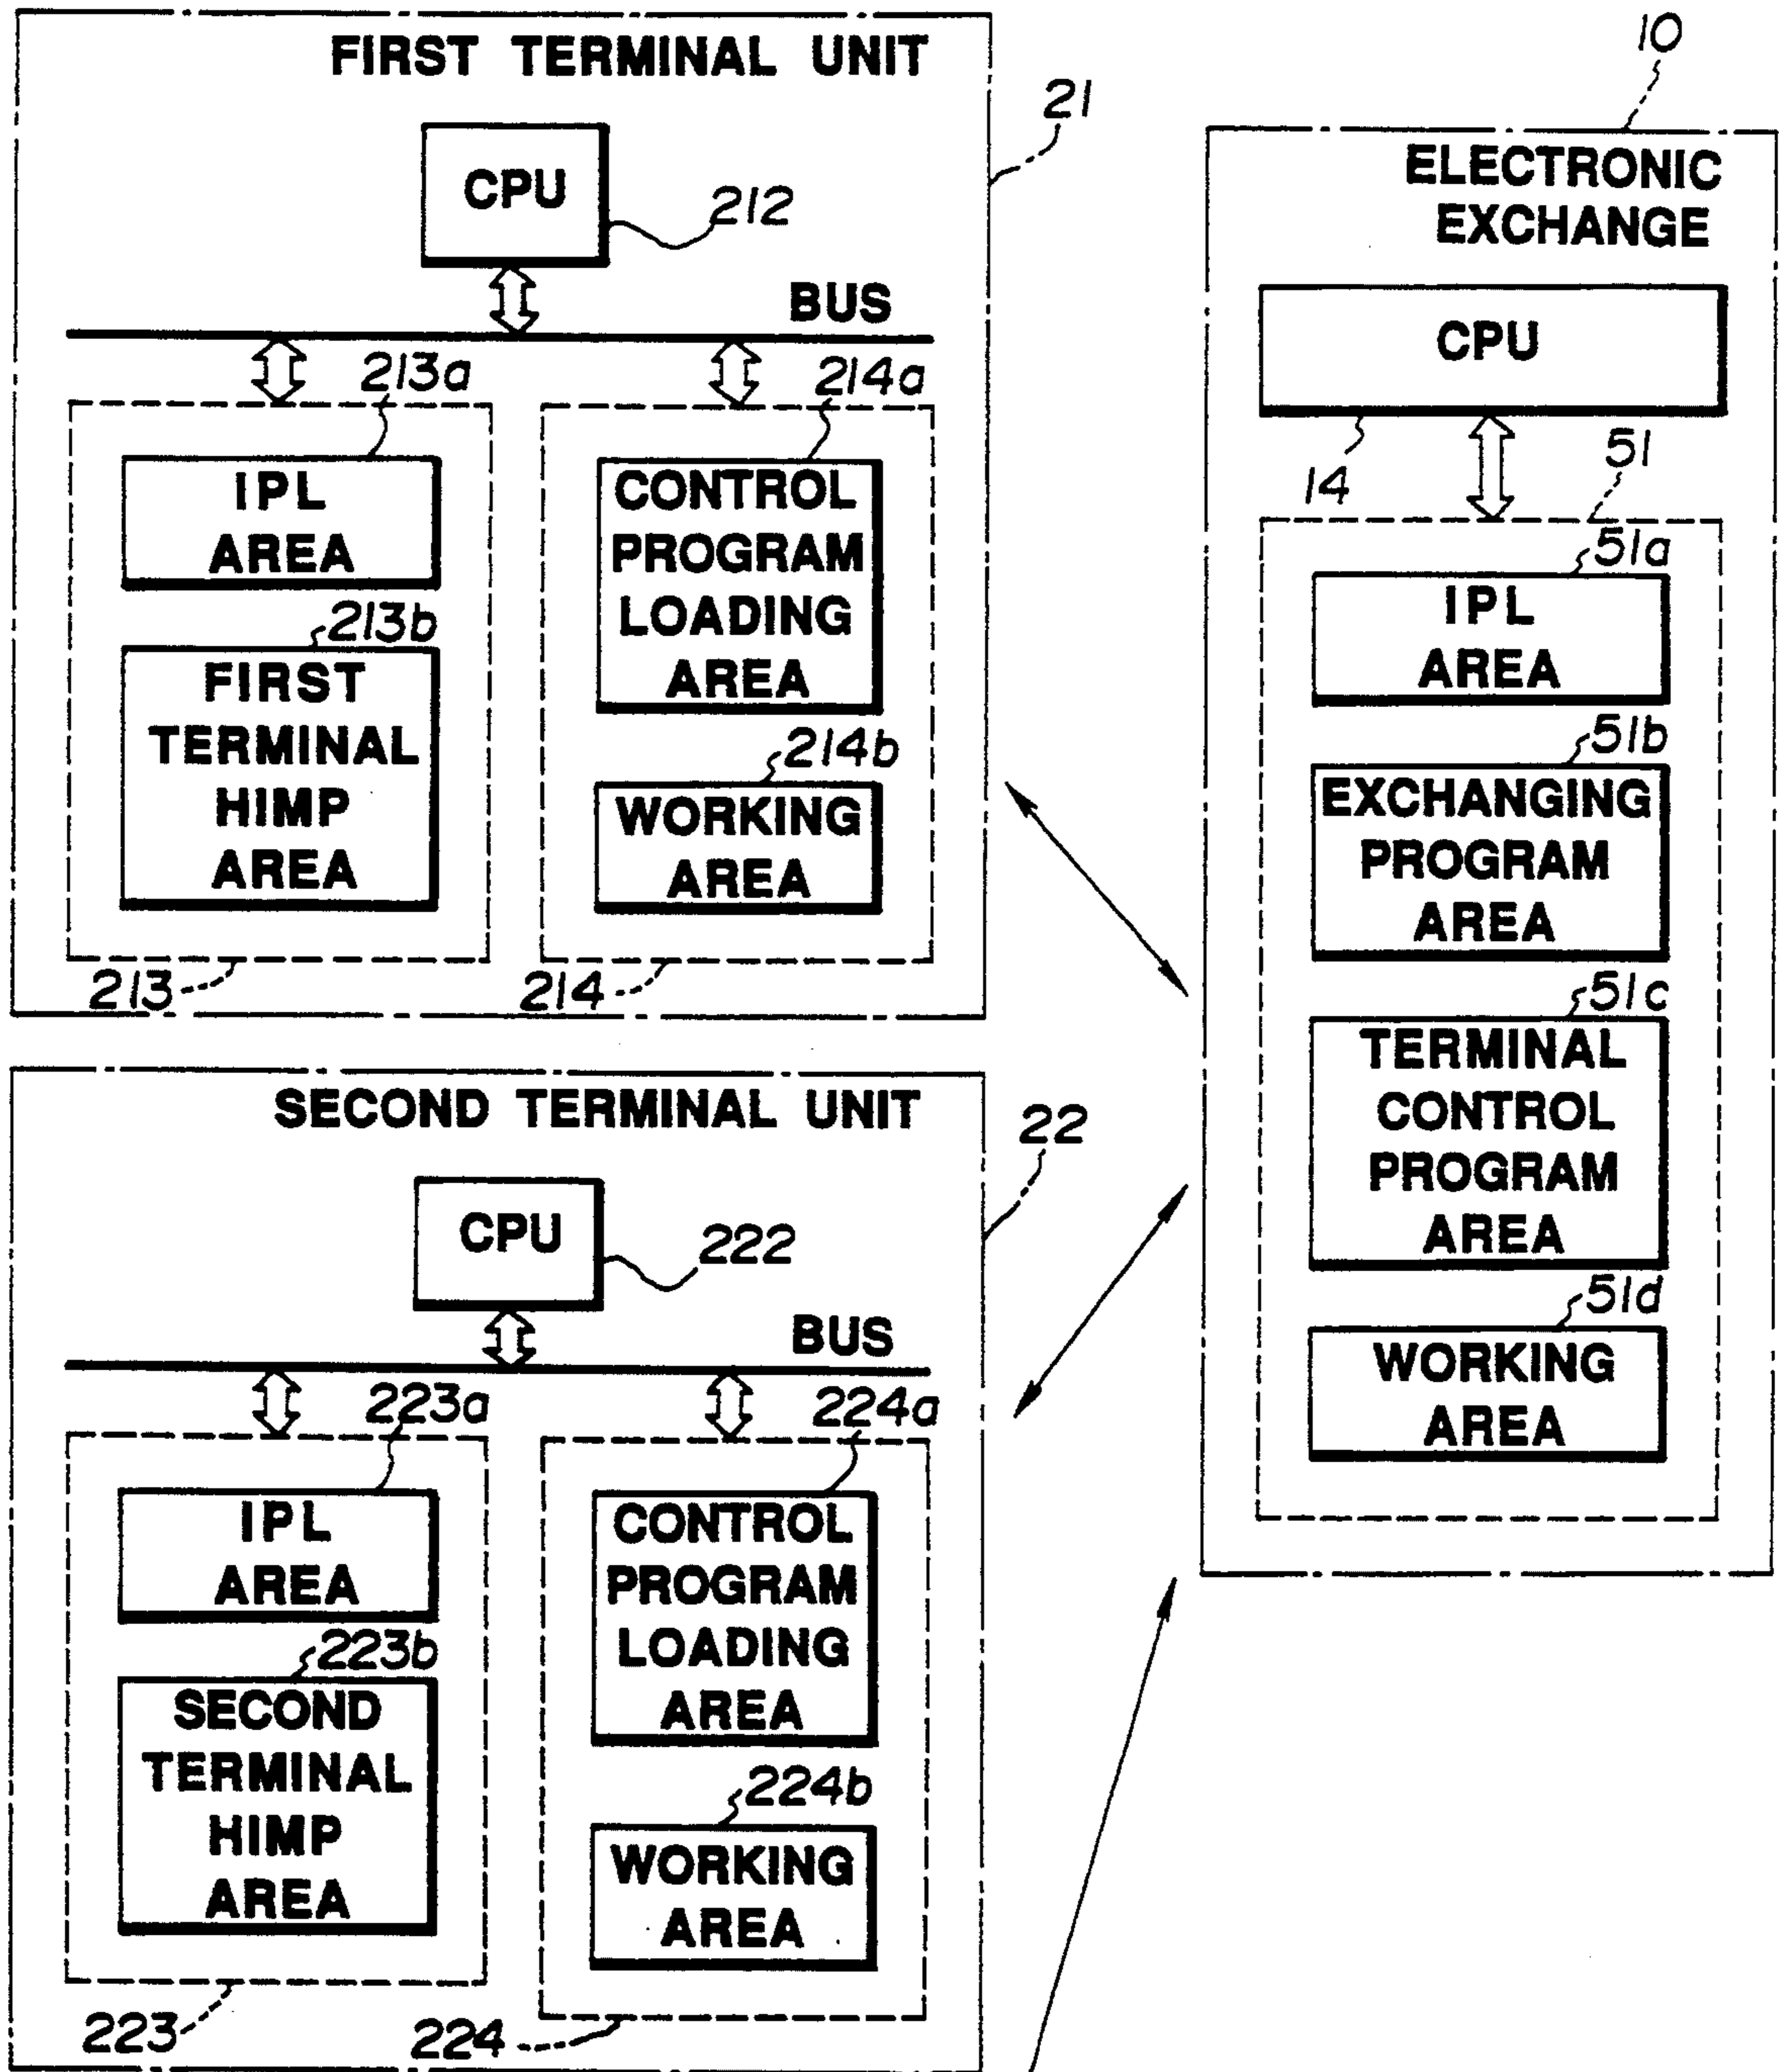 FIRST TERMINAL UNIT
21
CPU
212
BUS
213a
214a
IPL
AREA
213b
FIRST
TERMINAL
HIMP
AREA
CONTROL
PROGRAM
LOADING
AREA
214b
WORKING
AREA
213
214
SECOND TERMINAL UNIT
22
CPU
222
BUS
223a
224a
IPL
AREA
223b
SECOND
TERMINAL
HIMP
AREA
CONTROL
PROGRAM
LOADING
AREA
224b
WORKING
AREA
223
224
10
ELECTRONIC
EXCHANGE
CPU
14
51
51a
IPL
AREA
51b
EXCHANGING
PROGRAM
AREA
51c
TERMINAL
CONTROL
PROGRAM
AREA
51d
WORKING
AREA